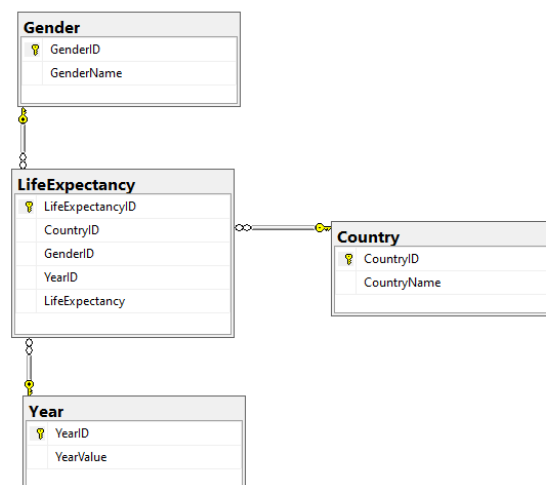 Gender
GenderID
GenderName
LifeExpectancy
LifeExpectancyID
CountryID
GenderID
YearID
LifeExpectancy
Country
CountryID
CountryName
Year
YearID
YearValue